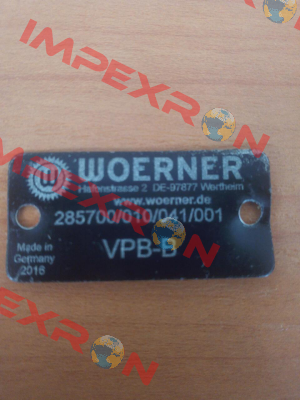 IMPEXRON
WOERNER
Hafenstrasse 2 DE-97877 Wertheim
www.woerner.de
285700/010/041/001
Made in
Germany
2016
VPB-B
IMPEXRON